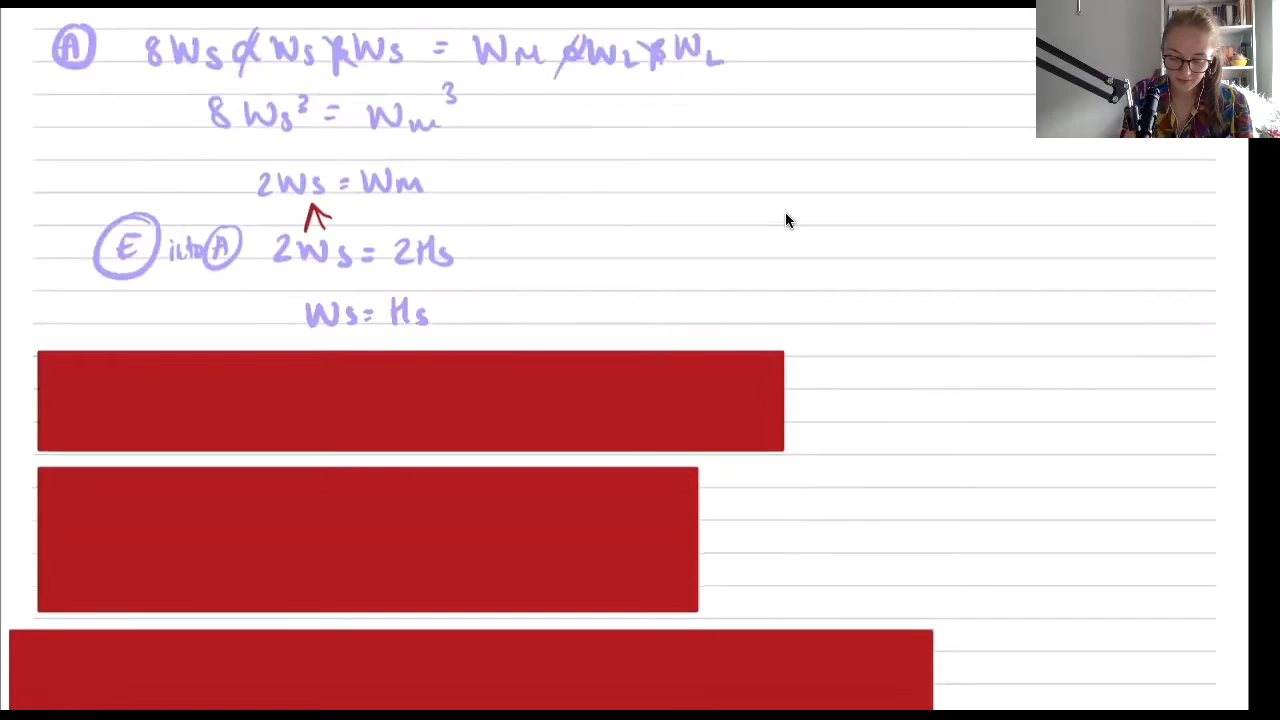 A 8Ws α Ws β Ws = Wm α WL β WL
8Ws³ = Wm³
2Ws = Wm
E into A 2Ws = 2Hs
Ws = Hs